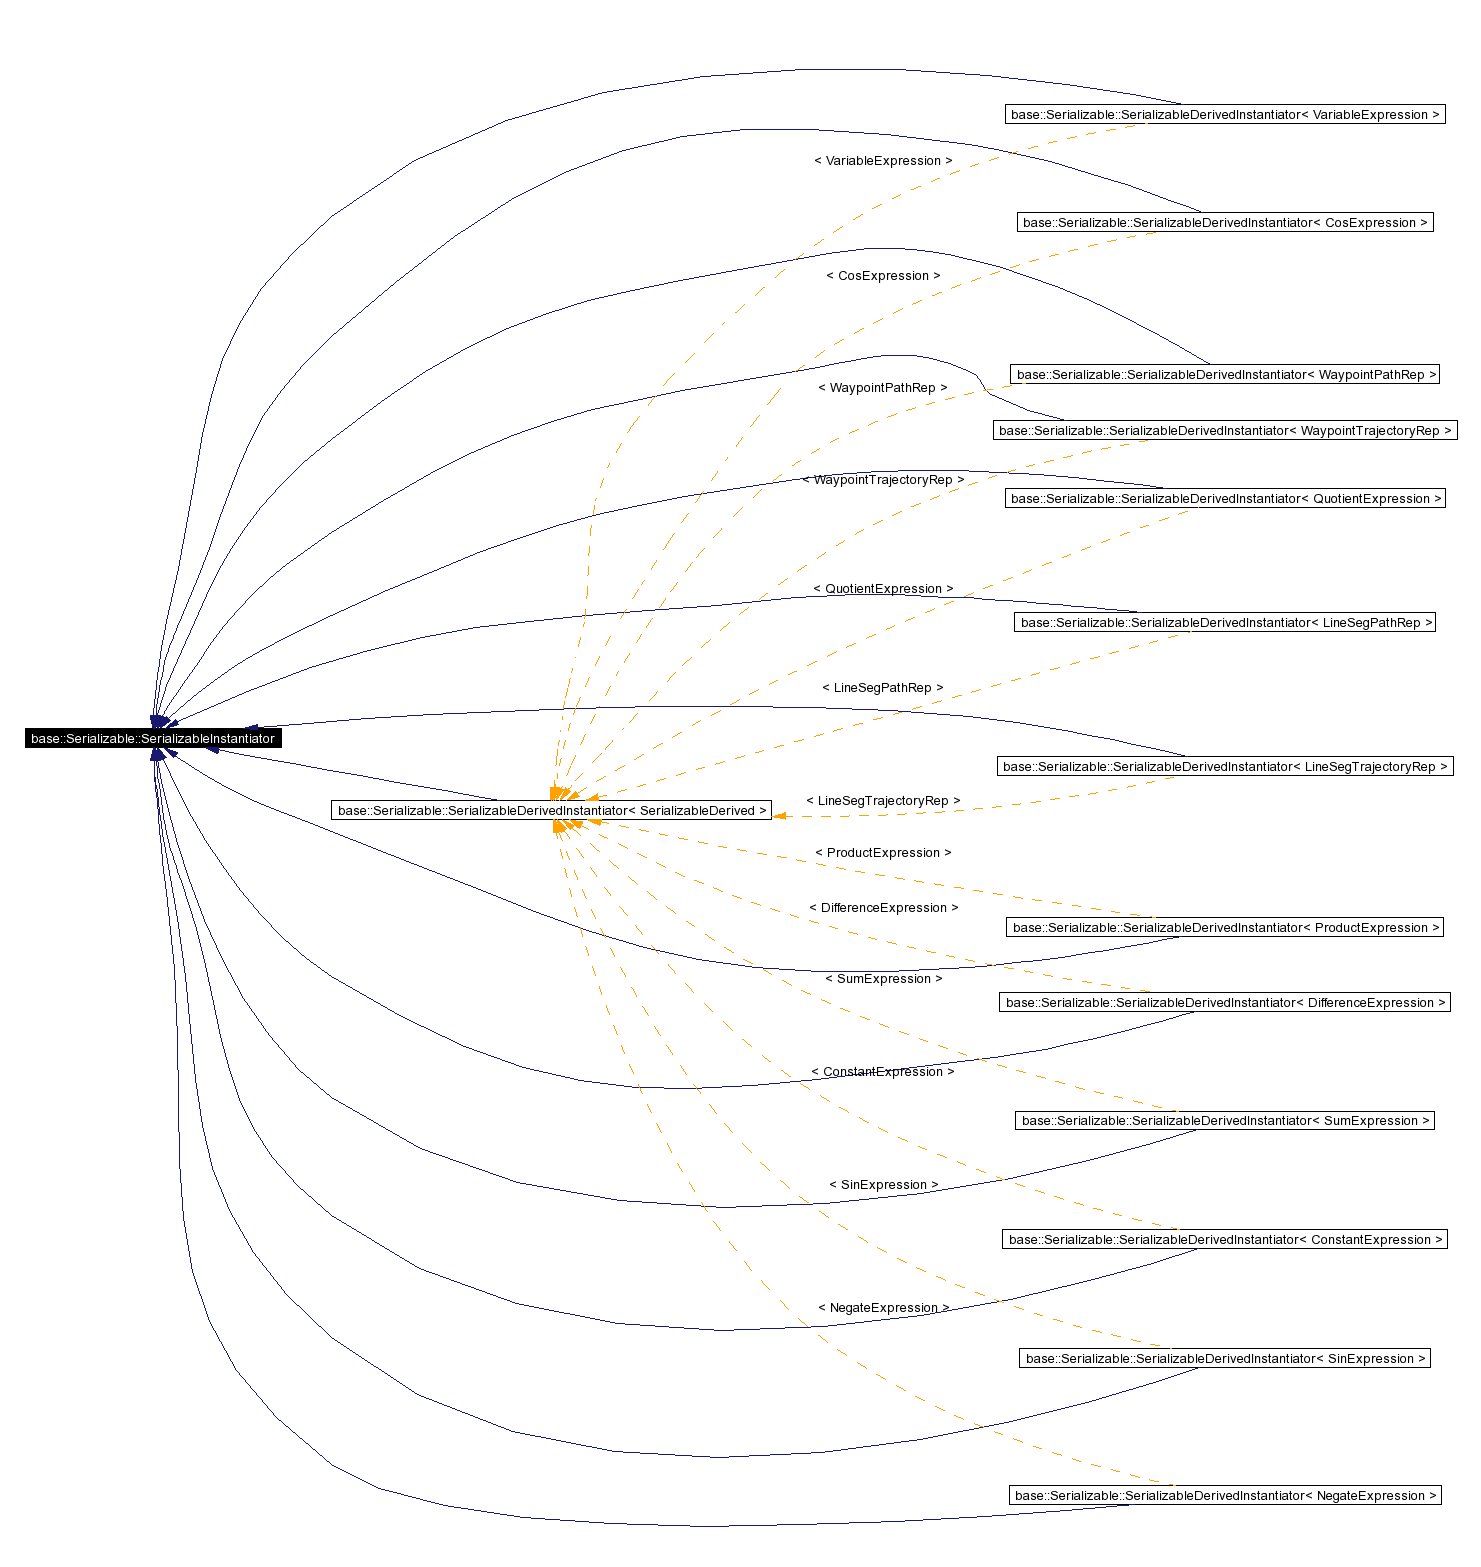 base::Serializable::SerializableDerivedInstantiator< VariableExpression >
< VariableExpression >
base::Serializable::SerializableDerivedInstantiator< CosExpression >
< CosExpression >
base::Serializable::SerializableDerivedInstantiator< WaypointPathRep >
< WaypointPathRep >
base::Serializable::SerializableDerivedInstantiator< WaypointTrajectoryRep >
< WaypointTrajectoryRep >
base::Serializable::SerializableDerivedInstantiator< QuotientExpression >
< QuotientExpression >
base::Serializable::SerializableDerivedInstantiator< LineSegPathRep >
< LineSegPathRep >
base::Serializable::SerializableInstantiator
base::Serializable::SerializableDerivedInstantiator< LineSegTrajectoryRep >
< LineSegTrajectoryRep >
base::Serializable::SerializableDerivedInstantiator< SerializableDerived >
< ProductExpression >
< DifferenceExpression >
base::Serializable::SerializableDerivedInstantiator< ProductExpression >
< SumExpression >
base::Serializable::SerializableDerivedInstantiator< DifferenceExpression >
< ConstantExpression >
base::Serializable::SerializableDerivedInstantiator< SumExpression >
< SinExpression >
base::Serializable::SerializableDerivedInstantiator< ConstantExpression >
< NegateExpression >
base::Serializable::SerializableDerivedInstantiator< SinExpression >
base::Serializable::SerializableDerivedInstantiator< NegateExpression >